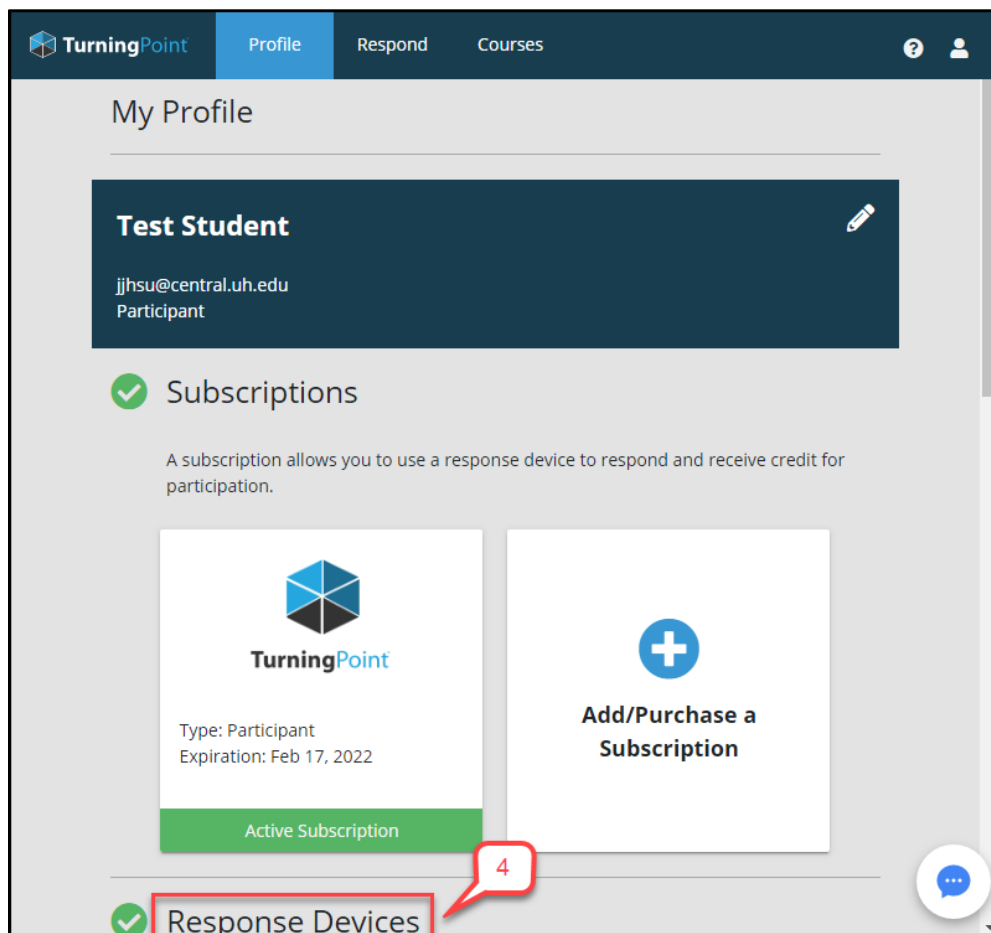 TurningPoint Profile Respond Courses ?
My Profile
Test Student
jjhsu@central.uh.edu
Participant
Subscriptions
A subscription allows you to use a response device to respond and receive credit for
participation.
TurningPoint
Type: Participant
Expiration: Feb 17, 2022
Active Subscription
Add/Purchase a
Subscription
4
Response Devices